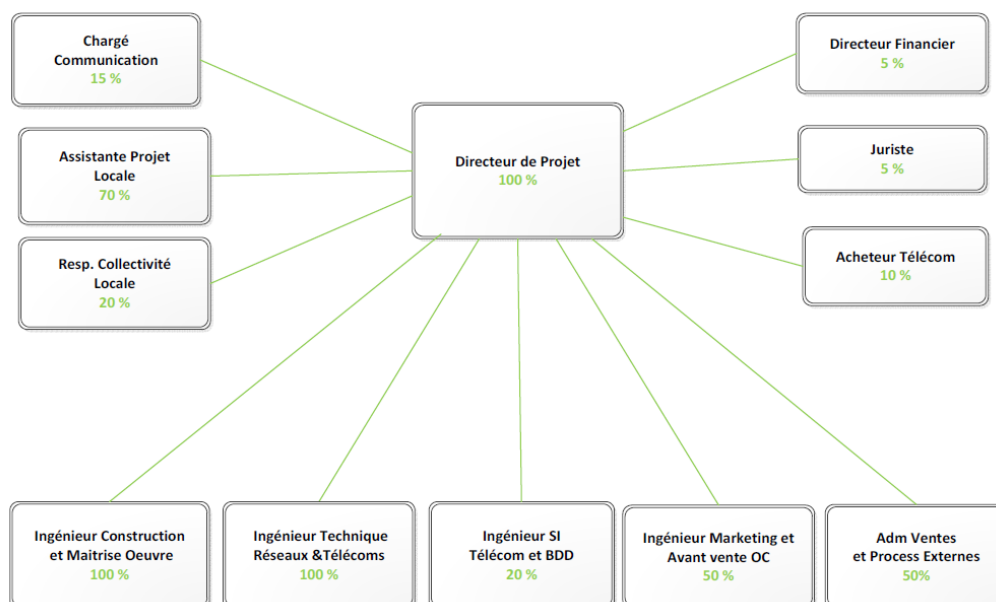 Chargé
Communication
15 %
Directeur Financier
5 %
Assistante Projet
Locale
70 %
Directeur de Projet
100 %
Juriste
5 %
Resp. Collectivité
Locale
20 %
Acheteur Télécom
10 %
Ingénieur Construction
et Maitrise Oeuvre
100 %
Ingénieur Technique
Réseaux &Télécoms
100 %
Ingénieur SI
Télécom et BDD
20 %
Ingénieur Marketing et
Avant vente OC
50 %
Adm Ventes
et Process Externes
50%